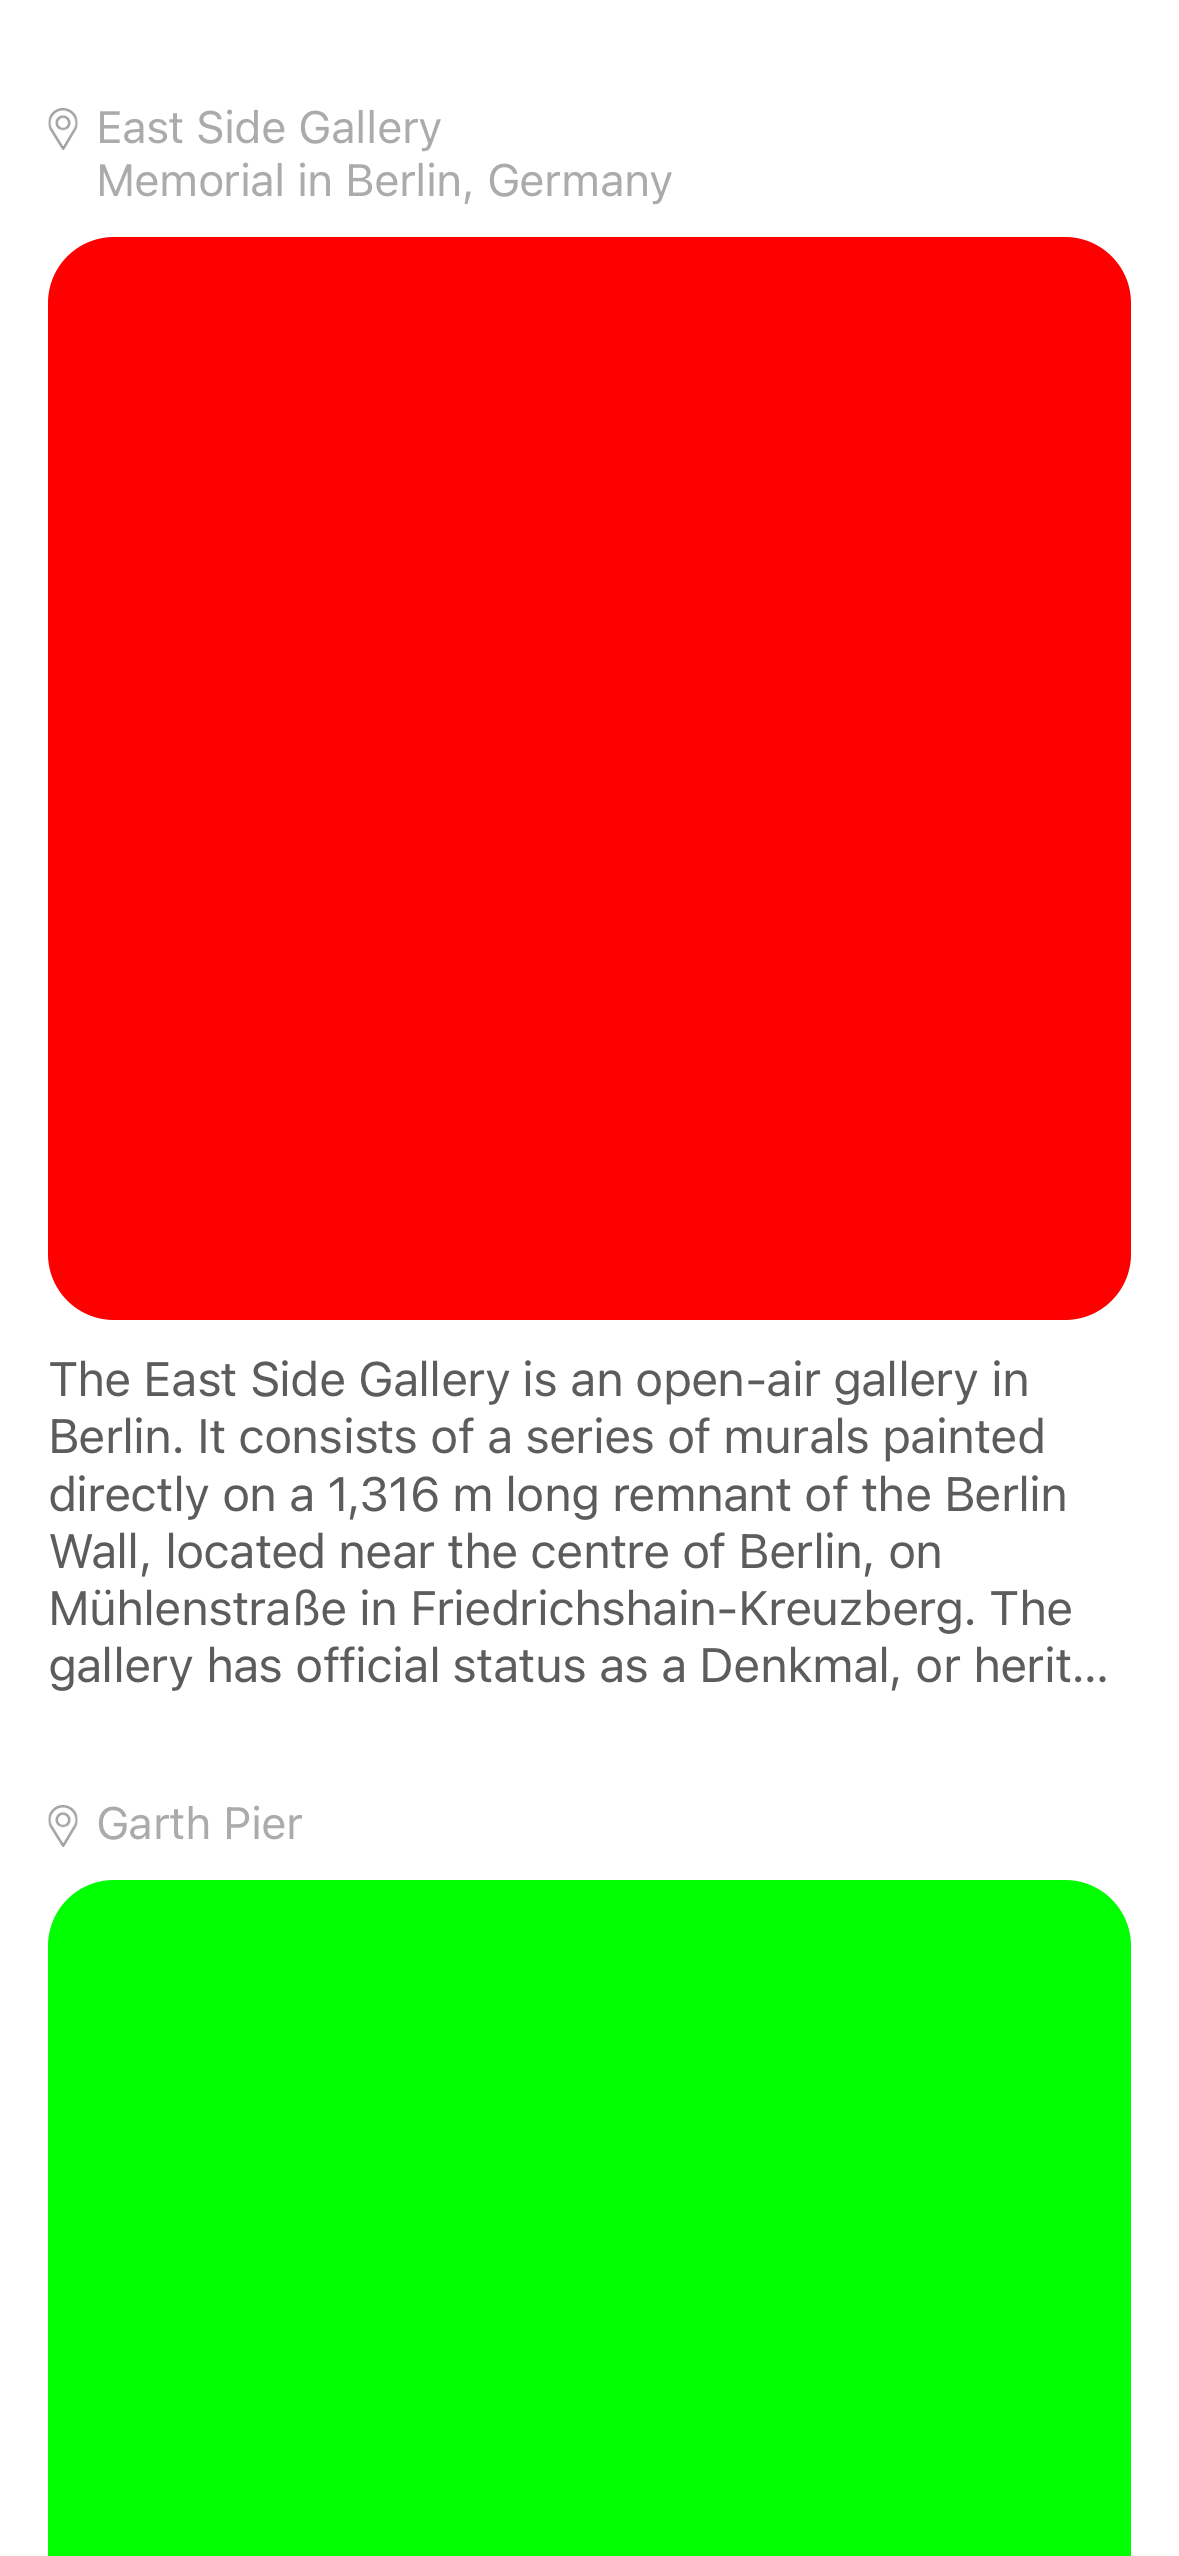 East Side Gallery
Memorial in Berlin, Germany
The East Side Gallery is an open-air gallery in
Berlin. It consists of a series of murals painted
directly on a 1,316 m long remnant of the Berlin
Wall, located near the centre of Berlin, on
Mühlenstraße in Friedrichshain-Kreuzberg. The
gallery has official status as a Denkmal, or herit...
Garth Pier